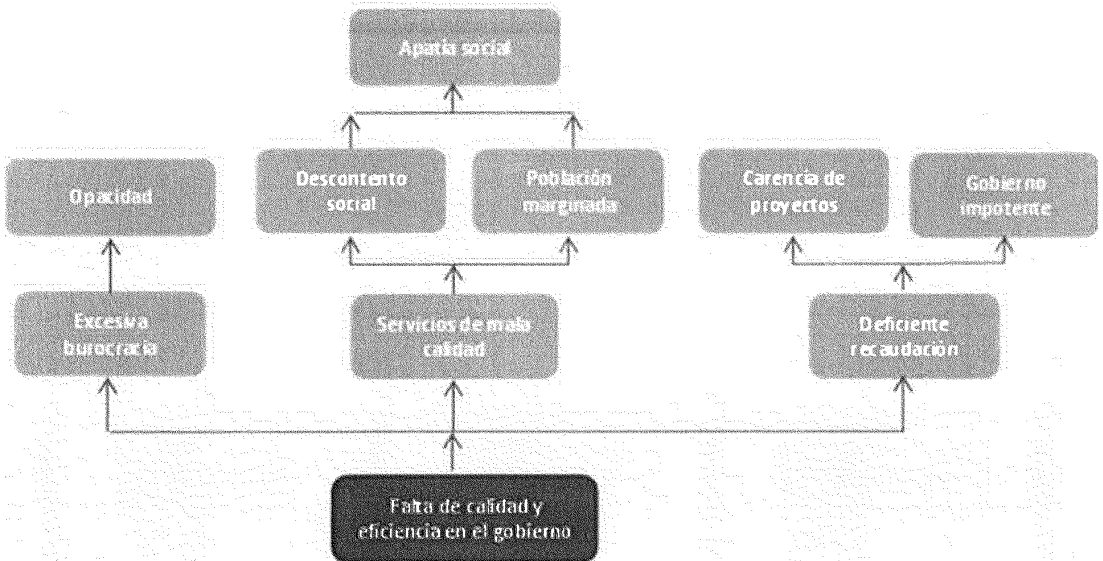 Apatía social
Opacidad
Descontento
social
Población
marginada
Carencia de
proyectos
Gobierno
impotente
Excesiva
burocracia
Servicios de mala
calidad
Deficiente
recaudación
Falta de calidad y
eficiencia en el gobierno